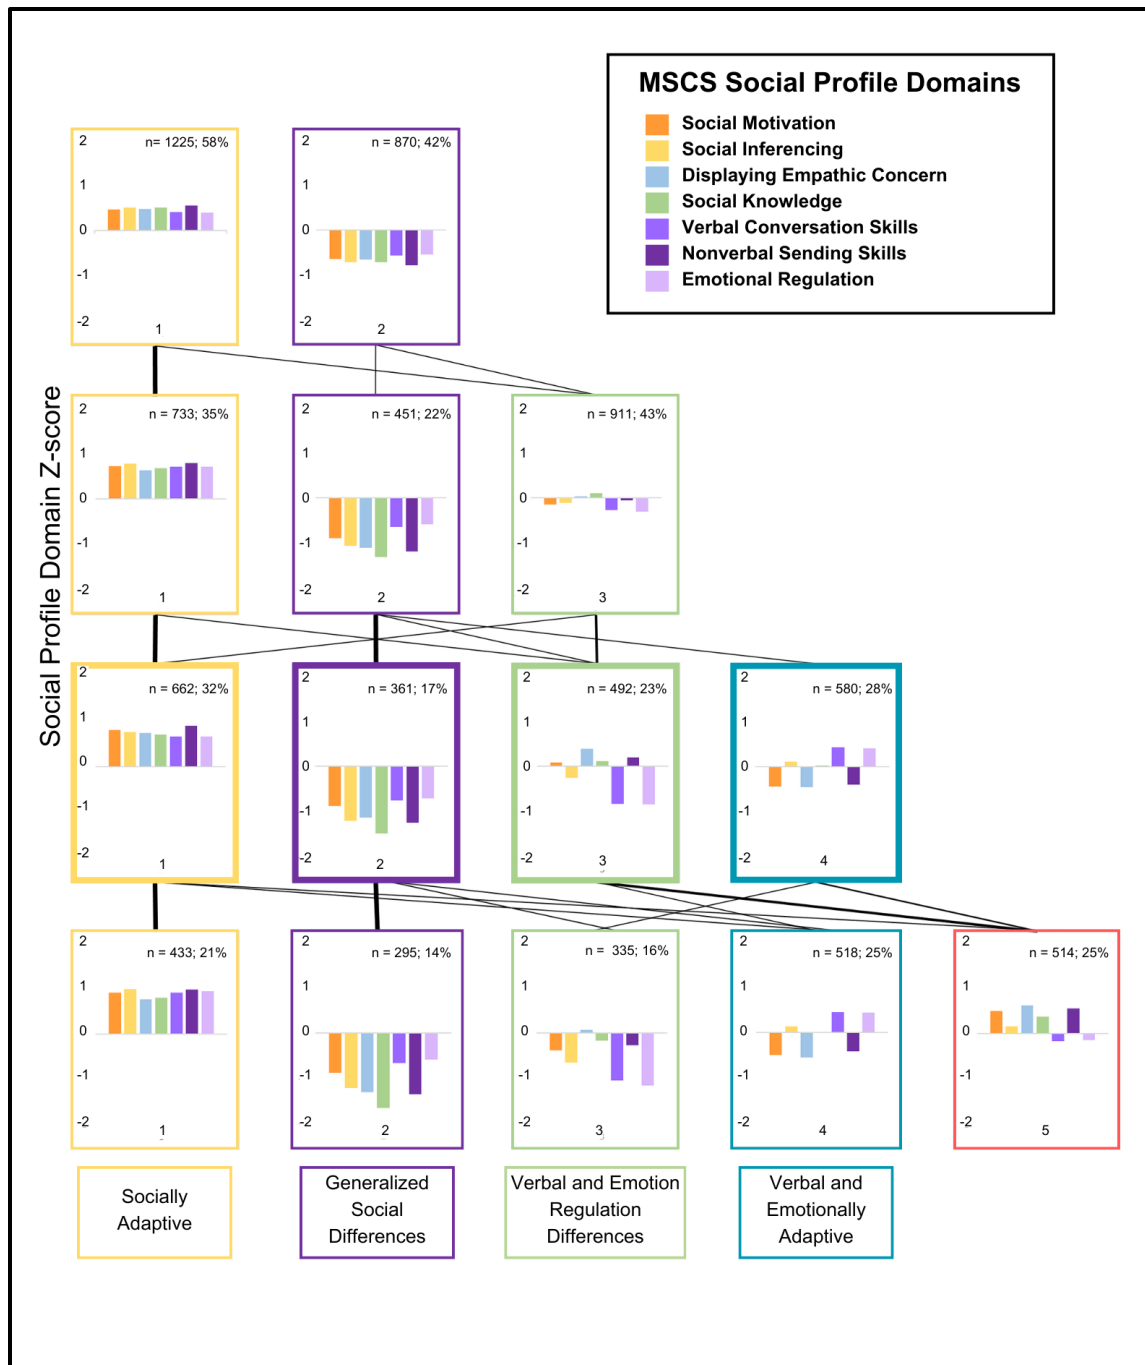 MSCS Social Profile Domains
Social Motivation
Social Inferencing
Displaying Empathic Concern
Social Knowledge
Verbal Conversation Skills
Nonverbal Sending Skills
Emotional Regulation
Social Profile Domain Z-score
2
n= 1225; 58%
1
0
-1
-2
1
2
n = 870; 42%
1
0
-1
-2
2
2
n = 733; 35%
1
0
-1
-2
1
2
n = 451; 22%
1
0
-1
-2
2
2
n = 911; 43%
1
0
-1
-2
3
2
n = 662; 32%
1
0
-1
-2
1
2
n = 361; 17%
1
0
-1
-2
2
2
n = 492; 23%
1
0
-1
-2
3
2
n = 580; 28%
1
0
-1
-2
4
2
n = 433; 21%
1
0
-1
-2
1
2
n = 295; 14%
1
0
-1
-2
2
2
n = 335; 16%
1
0
-1
-2
3
2
n = 518; 25%
1
0
-1
-2
4
2
n = 514; 25%
1
0
-1
-2
5
Socially
Adaptive
Generalized
Social
Differences
Verbal and Emotion
Regulation
Differences
Verbal and
Emotionally
Adaptive